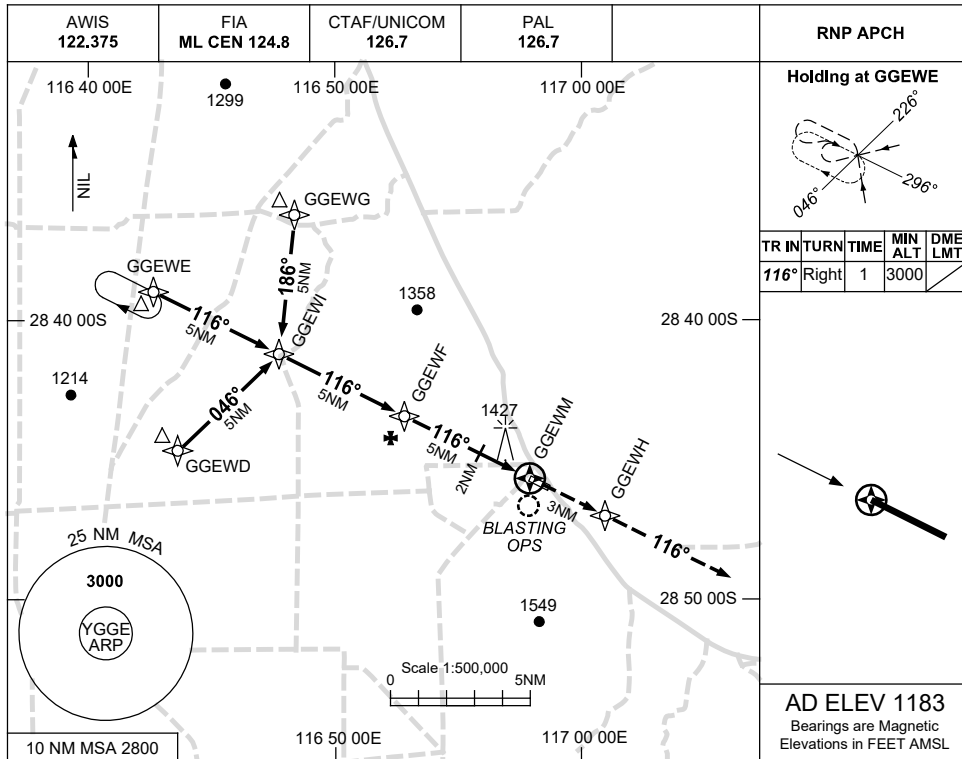 AWIS
122.375
FIA
ML CEN 124.8
CTAF/UNICOM
126.7
PAL
126.7
RNP APCH
116 40 00E
116 50 00E
117 00 00E
1299
NIL
GGEWG
186°
5NM
GGEWE
116°
5NM
GGEWI
1358
28 40 00S
28 40 00S
1214
046°
5NM
GGEWD
116°
5NM
GGEWF
116°
5NM
2NM
1427
GGEWM
3NM
GGEWH
116°
BLASTING
OPS
25 NM MSA
3000
YGGE
ARP
28 50 00S
1549
Scale 1:500,000
0
5NM
10 NM MSA 2800
116 50 00E
117 00 00E
Holding at GGEWE
226°
296°
046°
TR IN TURN TIME MIN ALT DME LMT
116° Right 1 3000
AD ELEV 1183
Bearings are Magnetic
Elevations in FEET AMSL